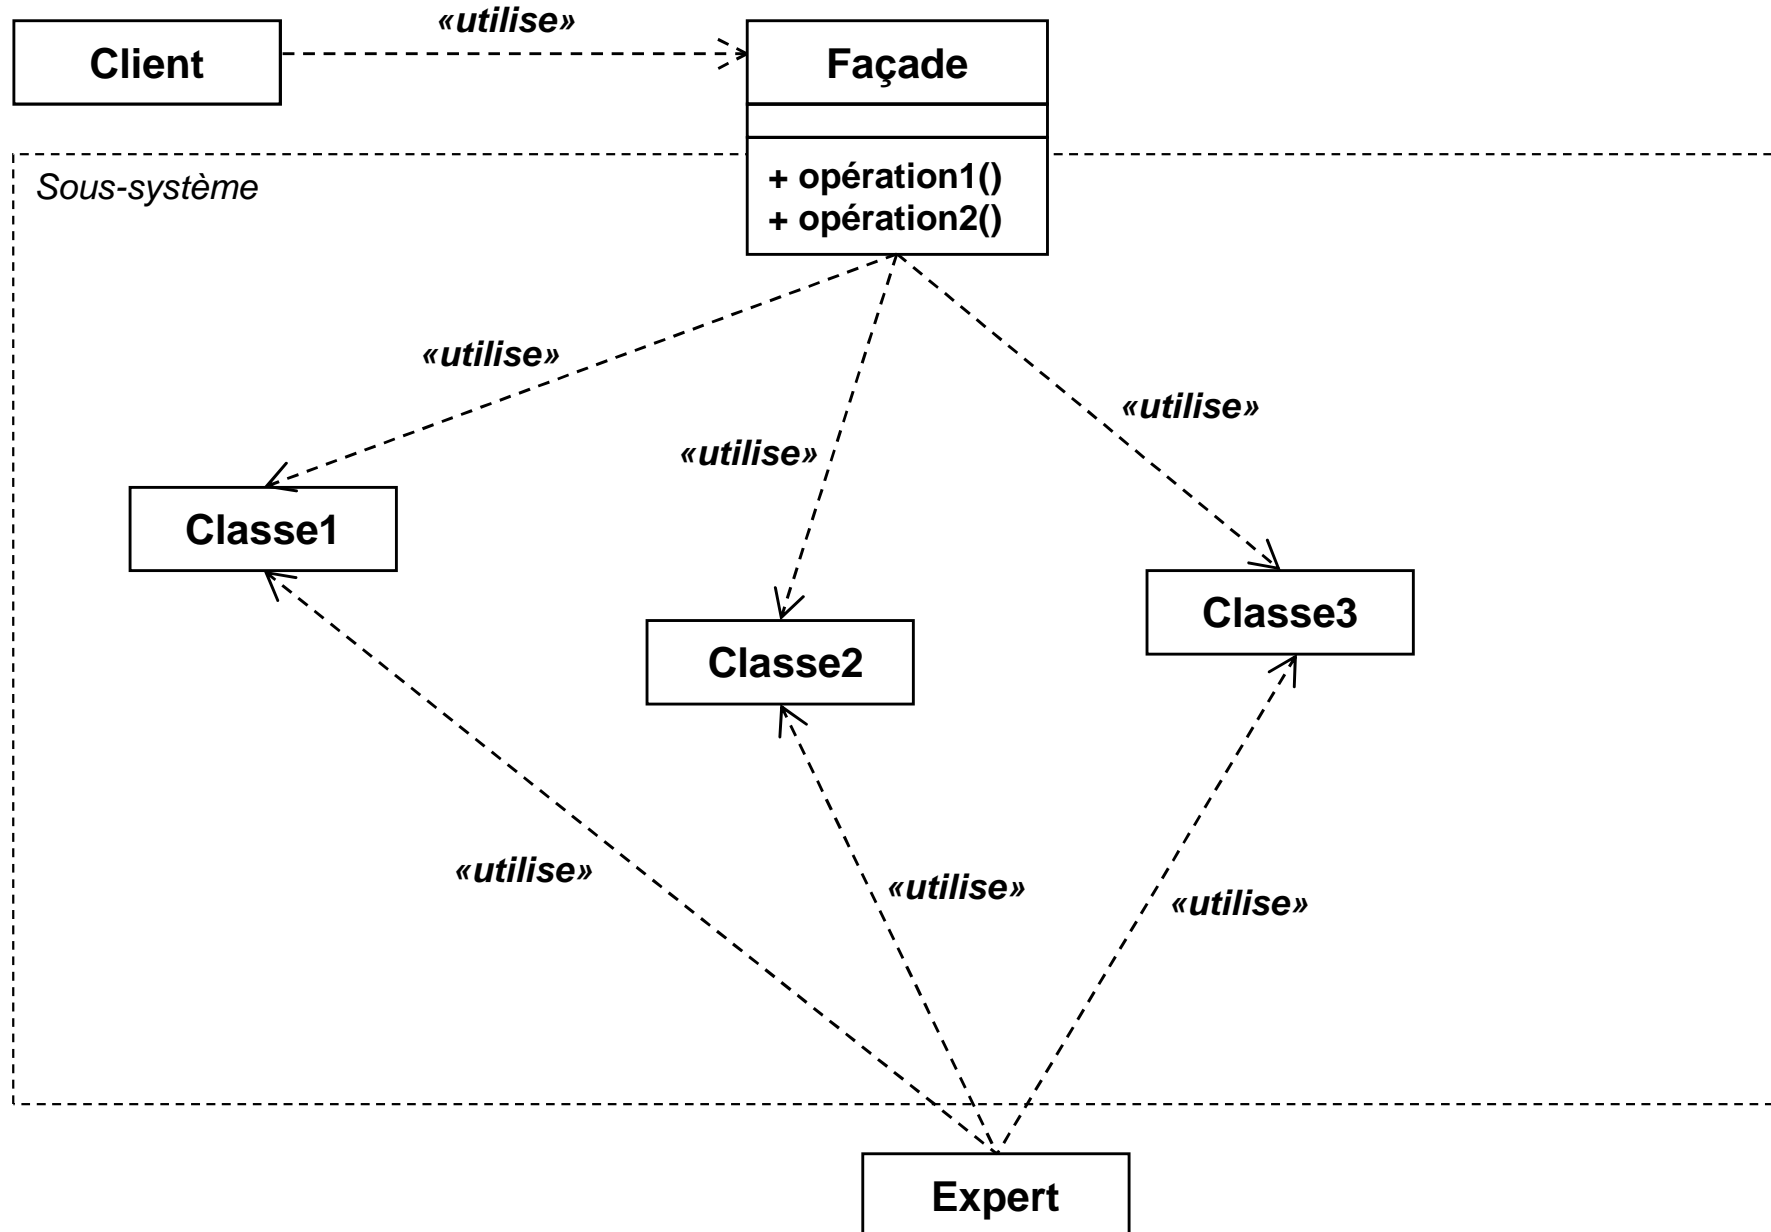 «utilise»
Client
Façade
Sous-système
+ opération1()
+ opération2()
«utilise»
«utilise»
«utilise»
Classe1
Classe2
Classe3
«utilise»
«utilise»
«utilise»
Expert